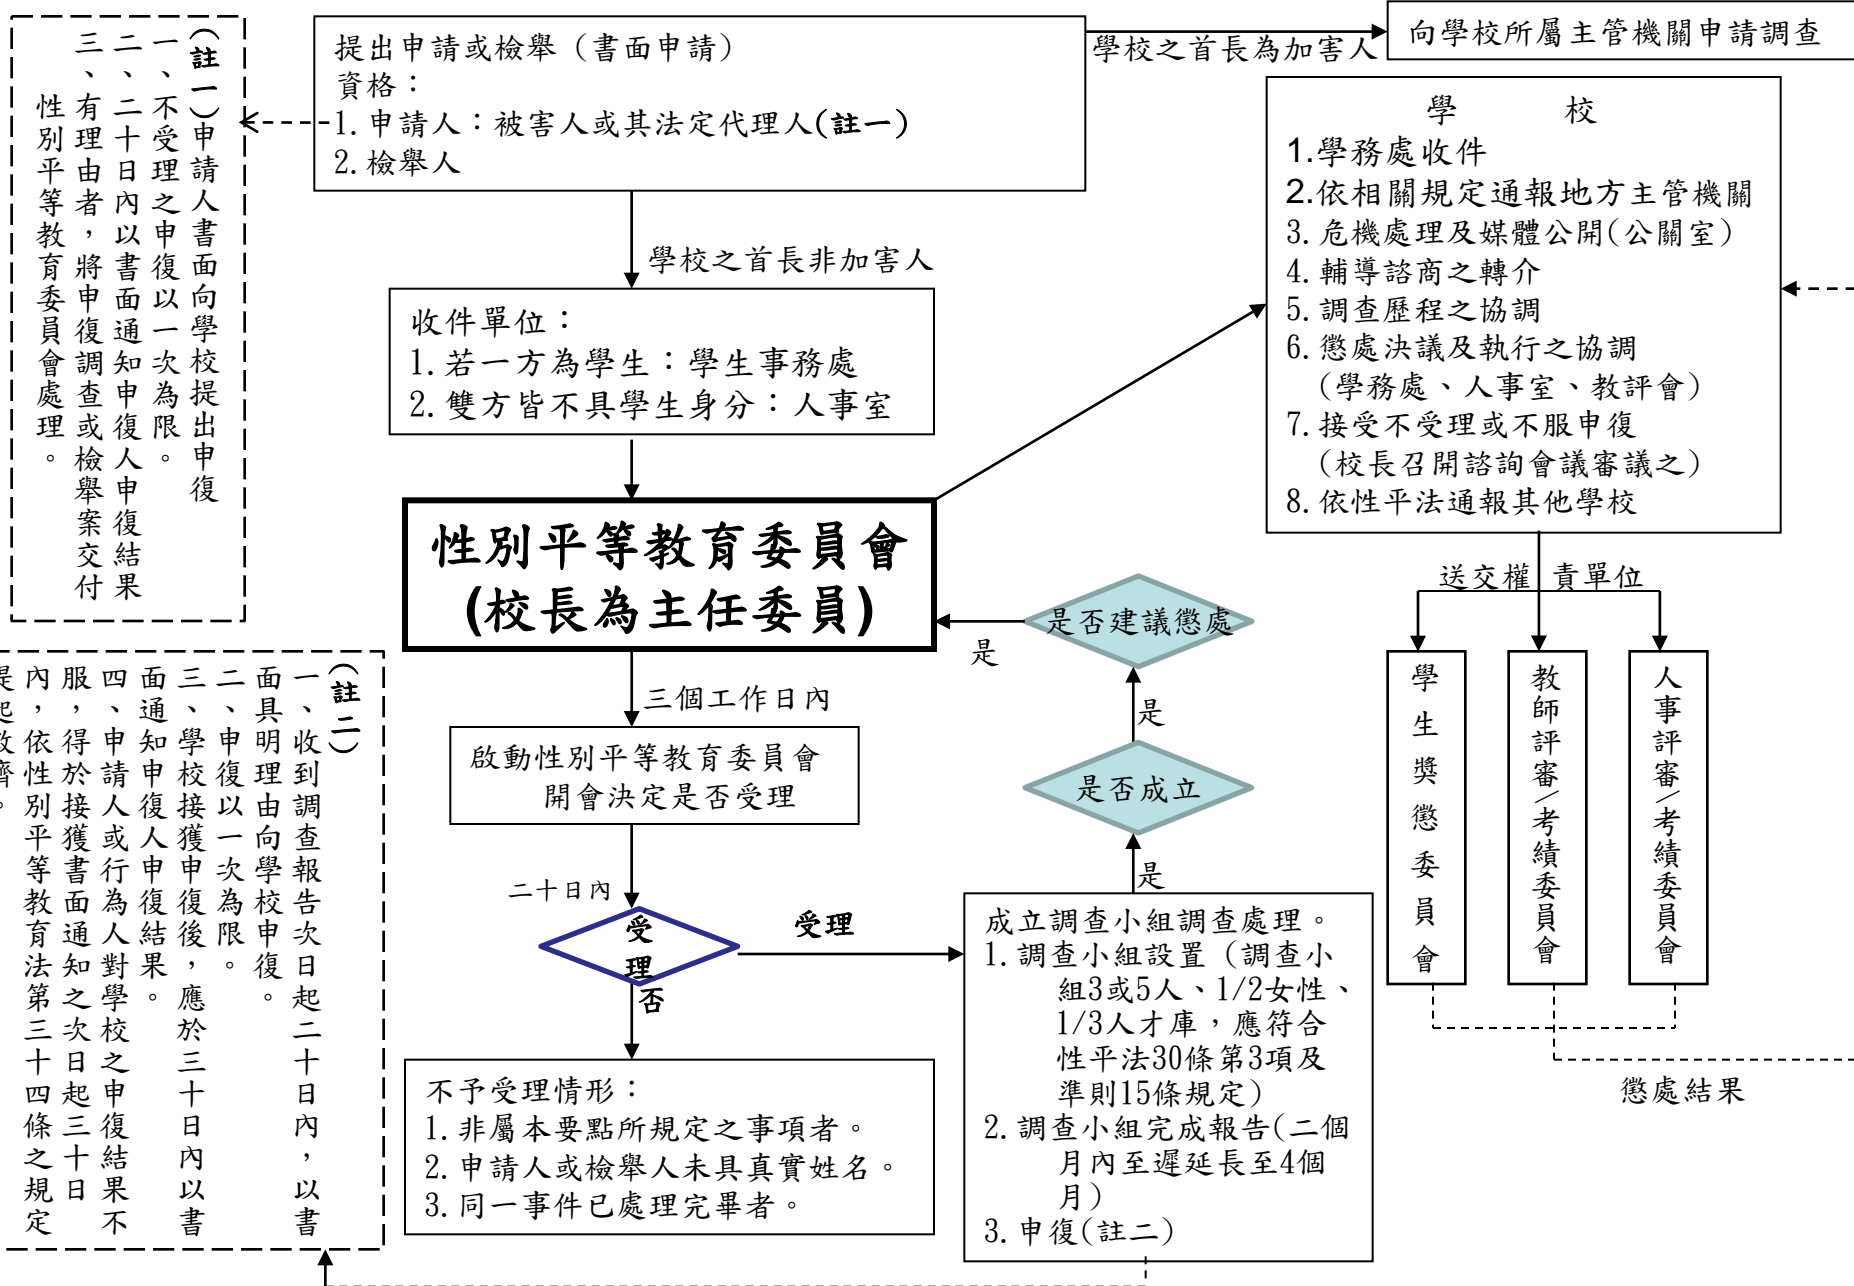 (註一)申請人書面向學校提出申復
一、不受理之申復以一次為限。
二、二十日內以書面通知申復人申復結果
三、有理由者，將申復調查或檢舉案交付
性別平等教育委員會處理。
提出申請或檢舉（書面申請）
資格：
1.申請人：被害人或其法定代理人(註一)
2.檢舉人
學校之首長為加害人
向學校所屬主管機關申請調查
學校之首長非加害人
收件單位：
1.若一方為學生：學生事務處
2.雙方皆不具學生身分：人事室
學 校
1.學務處收件
2.依相關規定通報地方主管機關
3.危機處理及媒體公開(公關室)
4.輔導諮商之轉介
5.調查歷程之協調
6.懲處決議及執行之協調
(學務處、人事室、教評會)
7.接受不受理或不服申復
(校長召開諮詢會議審議之)
8.依性平法通報其他學校
性別平等教育委員會
(校長為主任委員)
送交權 責單位
學生獎懲委員會
教師評審/考績委員會
人事評審/考績委員會
懲處結果
是否建議懲處
是
是
是否成立
是
三個工作日內
啟動性別平等教育委員會
開會決定是否受理
二十日內
受
理
受理
否
不予受理情形：
1.非屬本要點所規定之事項者。
2.申請人或檢舉人未具真實姓名。
3.同一事件已處理完畢者。
成立調查小組調查處理。
1.調查小組設置（調查小
組3或5人、1/2女性、
1/3人才庫，應符合
性平法30條第3項及
準則15條規定)
2.調查小組完成報告(二個
月內至遲延長至4個
月)
3.申復(註二)
(註二)
一、收到調查報告次日起二十日內，以書
面具明理由向學校申復。
二、申復以一次為限。
三、學校接獲申復後，應於三十日內以書
面通知申復人申復結果。
四、申請人或行為人對學校之申復結果不
服，得於接獲書面通知之次日起三十日
內，依性別平等教育法第三十四條之規定
提起救濟。